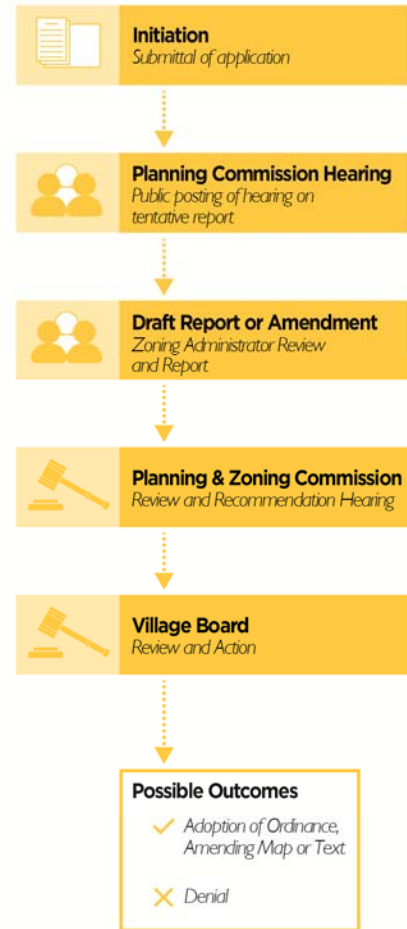 Initiation
Submittal of application
Planning Commission Hearing
Public posting of hearing on
tentative report
Draft Report or Amendment
Zoning Administrator Review
and Report
Planning & Zoning Commission
Review and Recommendation Hearing
Village Board
Review and Action
Possible Outcomes
Adoption of Ordinance,
Amending Map or Text
Denial